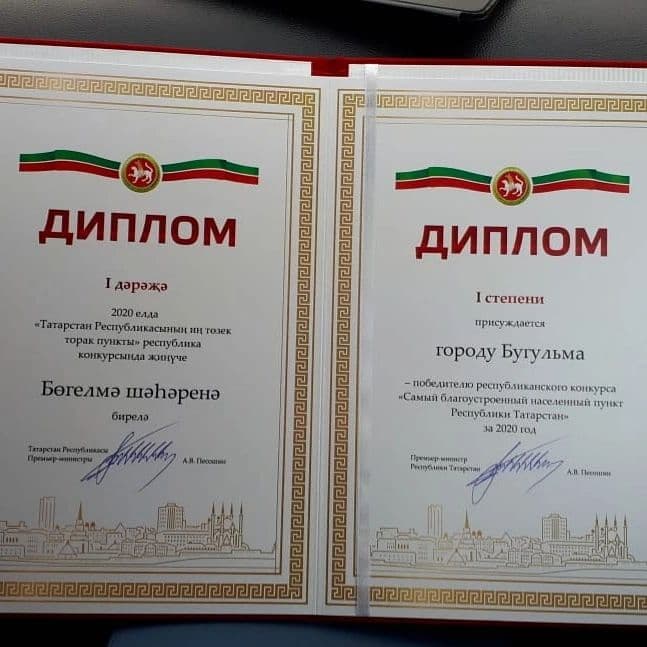 ДИПЛОМ
I дәрәҗә
2020 елда
«Татарстан Республикасының иң төзек
торак пункты» республика
конкурсында җиңүче
Бөгелмә шәһәренә
бирелә
Татарстан Республикасы
Премьер-министры
А.В. Песошин
ДИПЛОМ
I степени
присуждается
городу Бугульма
– победителю республиканского конкурса
«Самый благоустроенный населенный пункт
Республики Татарстан»
за 2020 год
Премьер-министр
Республики Татарстан
А.В. Песошин